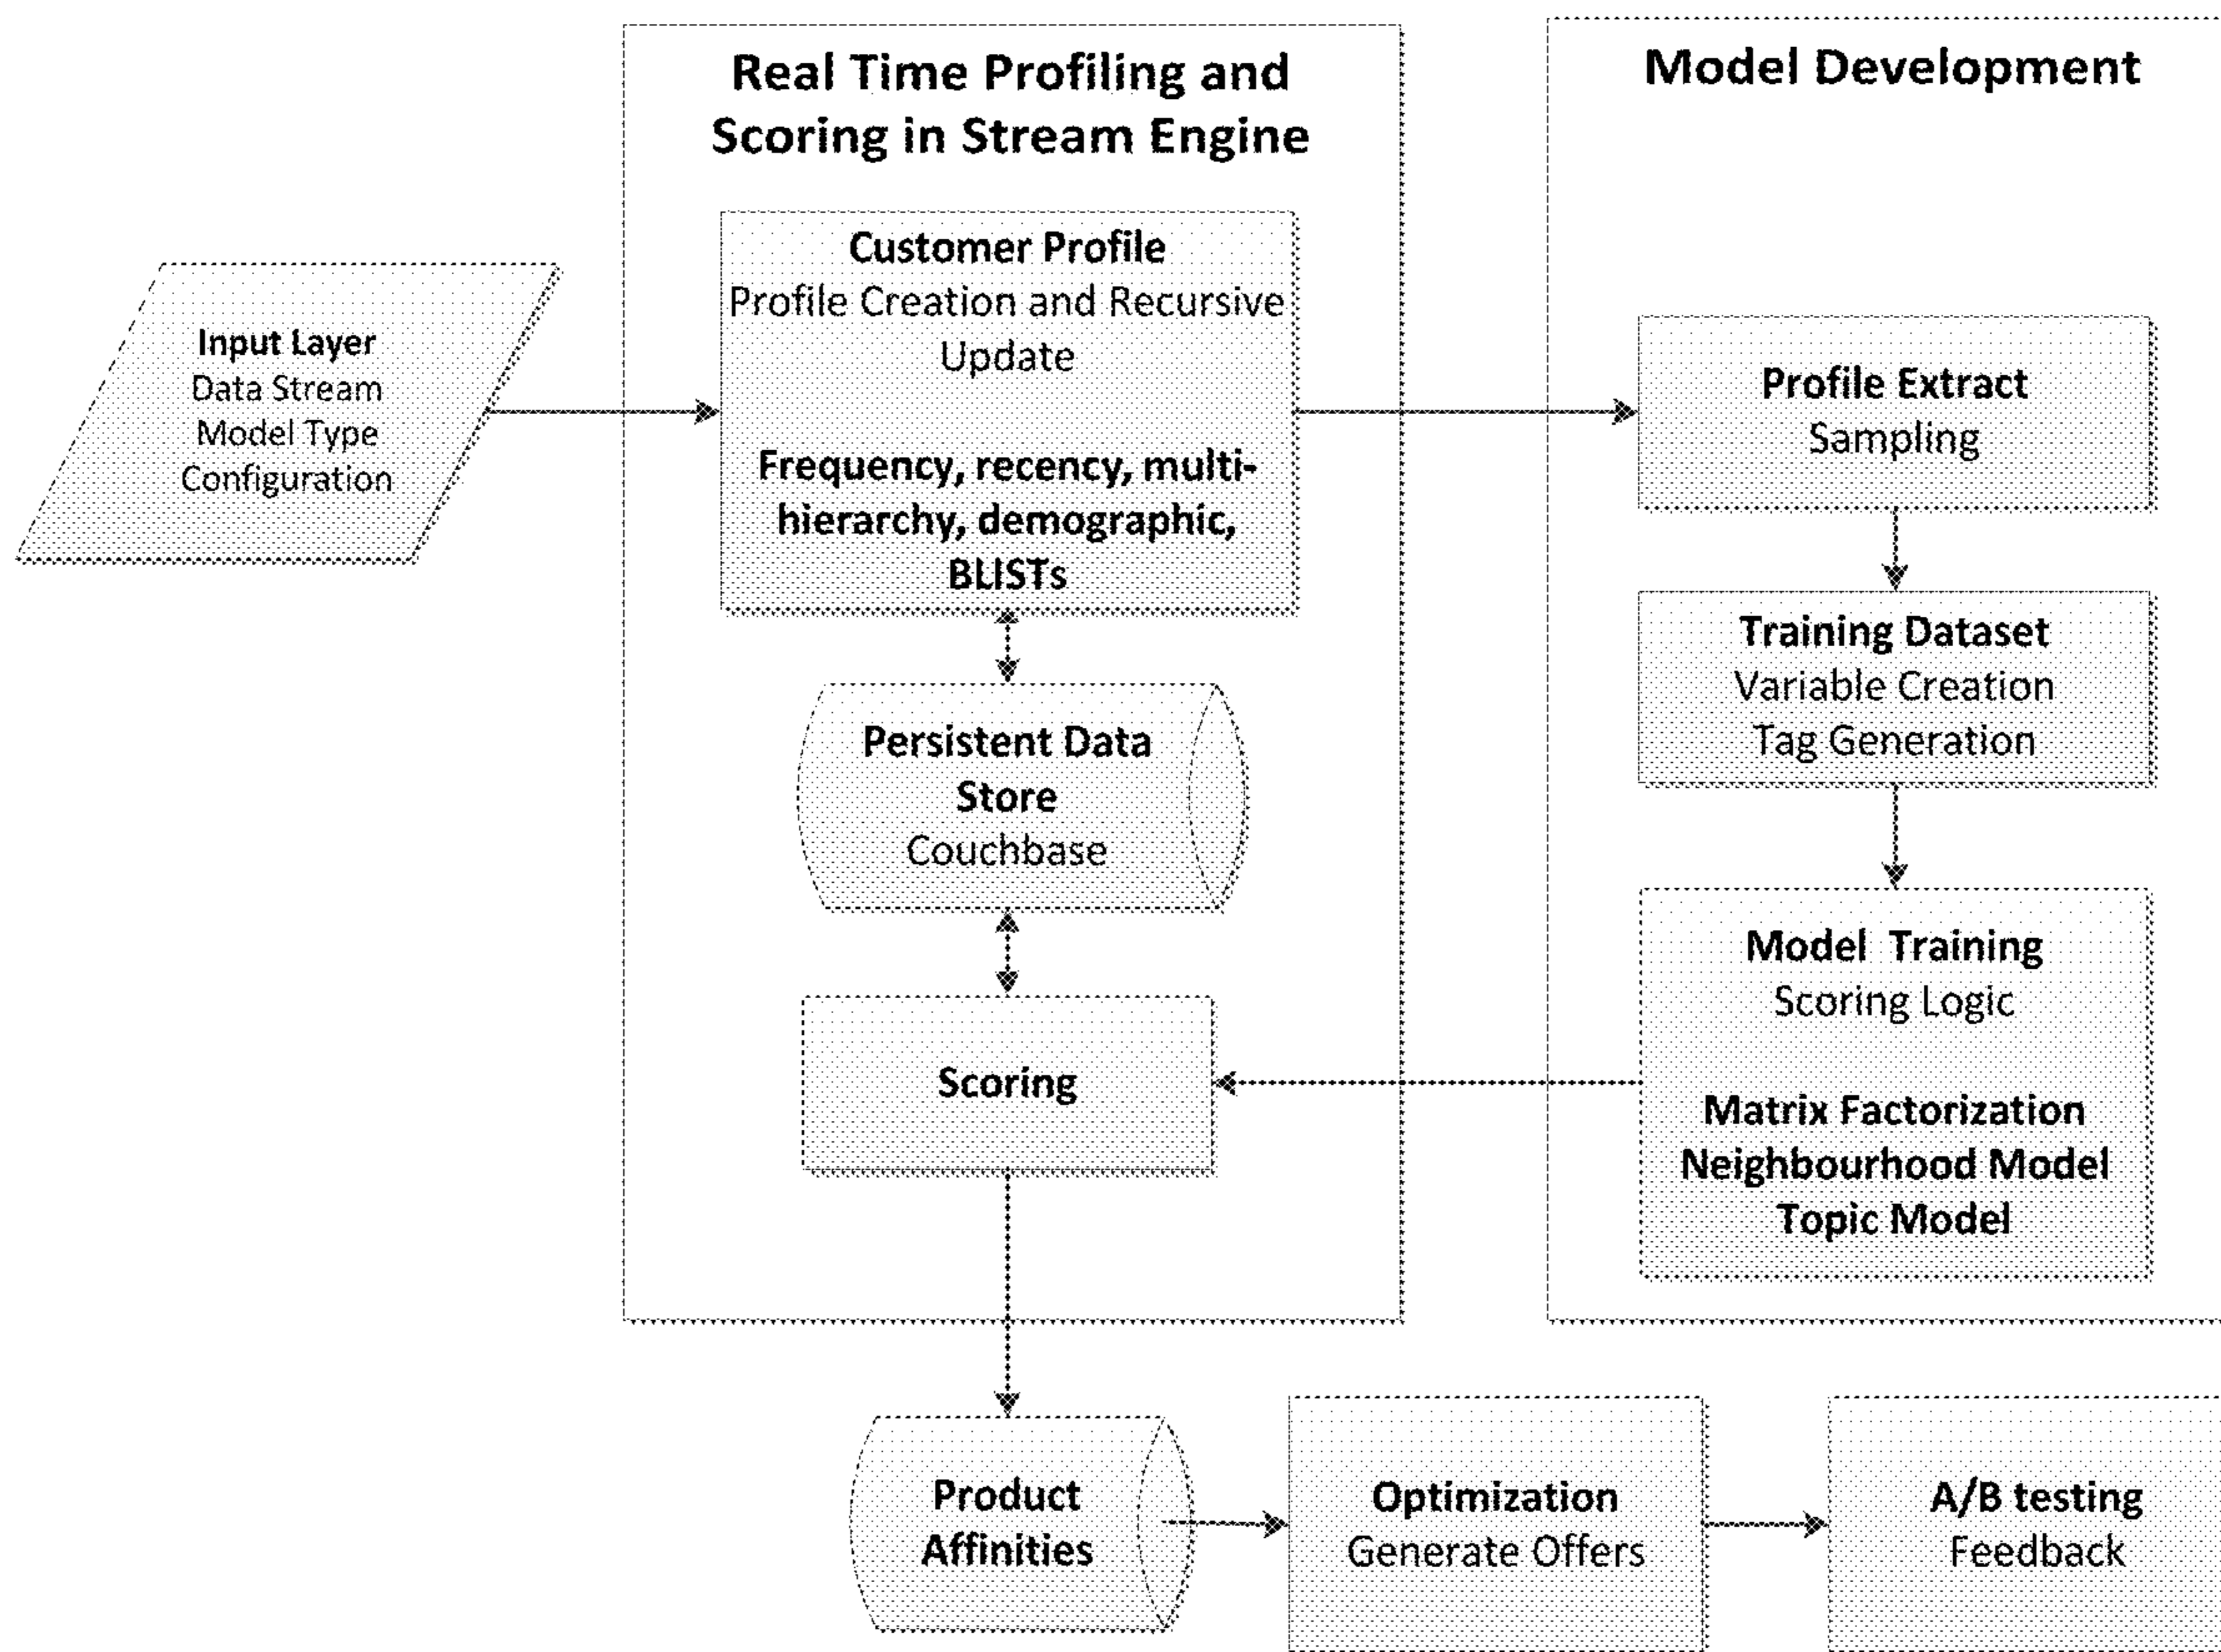 Real Time Profiling and
Scoring in Stream Engine
Model Development
Input Layer
Data Stream
Model Type
Configuration
Customer Profile
Profile Creation and Recursive
Update
Frequency, recency, multi-
hierarchy, demographic,
BLISTs
Persistent Data
Store
Couchbase
Scoring
Profile Extract
Sampling
Training Dataset
Variable Creation
Tag Generation
Model Training
Scoring Logic
Matrix Factorization
Neighbourhood Model
Topic Model
Product
Affinities
Optimization
Generate Offers
A/B testing
Feedback